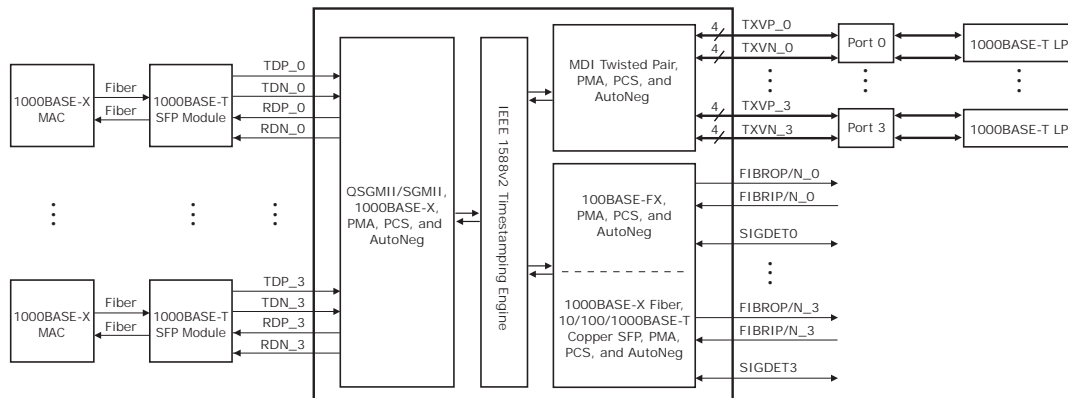 1000BASE-X
MAC
Fiber
Fiber
1000BASE-T
SFP Module
TDP_0
TDN_0
RDP_0
RDN_0
1000BASE-X
MAC
Fiber
Fiber
1000BASE-T
SFP Module
TDP_3
TDN_3
RDP_3
RDN_3
QSGMII/SGMII,
1000BASE-X,
PMA, PCS, and
AutoNeg
IEEE 1588v2 Timestamping Engine
MDI Twisted Pair,
PMA, PCS, and
AutoNeg
4
TXVP_0
4
TXVN_0
4
TXVP_3
4
TXVN_3
Port 0
1000BASE-T LP
Port 3
1000BASE-T LP
100BASE-FX,
PMA, PCS, and
AutoNeg
1000BASE-X Fiber,
10/100/1000BASE-T
Copper SFP, PMA,
PCS, and AutoNeg
FIBROP/N_0
FIBRIP/N_0
SIGDET0
FIBROP/N_3
FIBRIP/N_3
SIGDET3